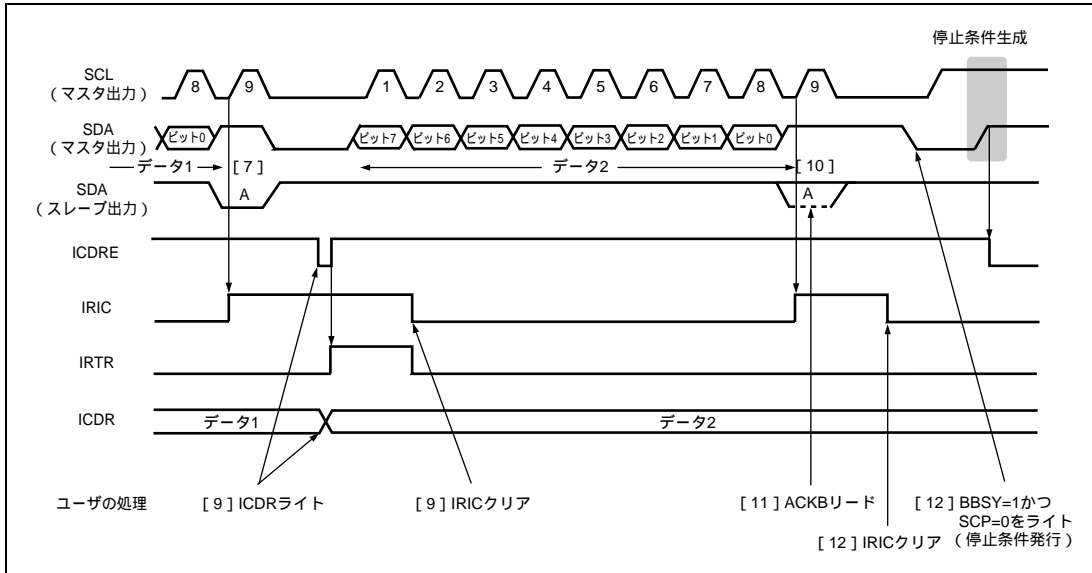 停止条件生成
SCL
（マスタ出力）
8 9 1 2 3 4 5 6 7 8 9
SDA
（マスタ出力）
ビット0 ビット7 ビット6 ビット5 ビット4 ビット3 ビット2 ビット1 ビット0
データ1 [ 7 ] データ2 [ 10 ]
SDA
（スレーブ出力）
A A
ICDRE
IRIC
IRTR
ICDR
データ1 データ2
ユーザの処理 [ 9 ] ICDRライト [ 9 ] IRICクリア [ 11 ] ACKBリード [ 12 ] BBSY=1かつ
SCP=0をライト
[ 12 ] IRICクリア （停止条件発行）